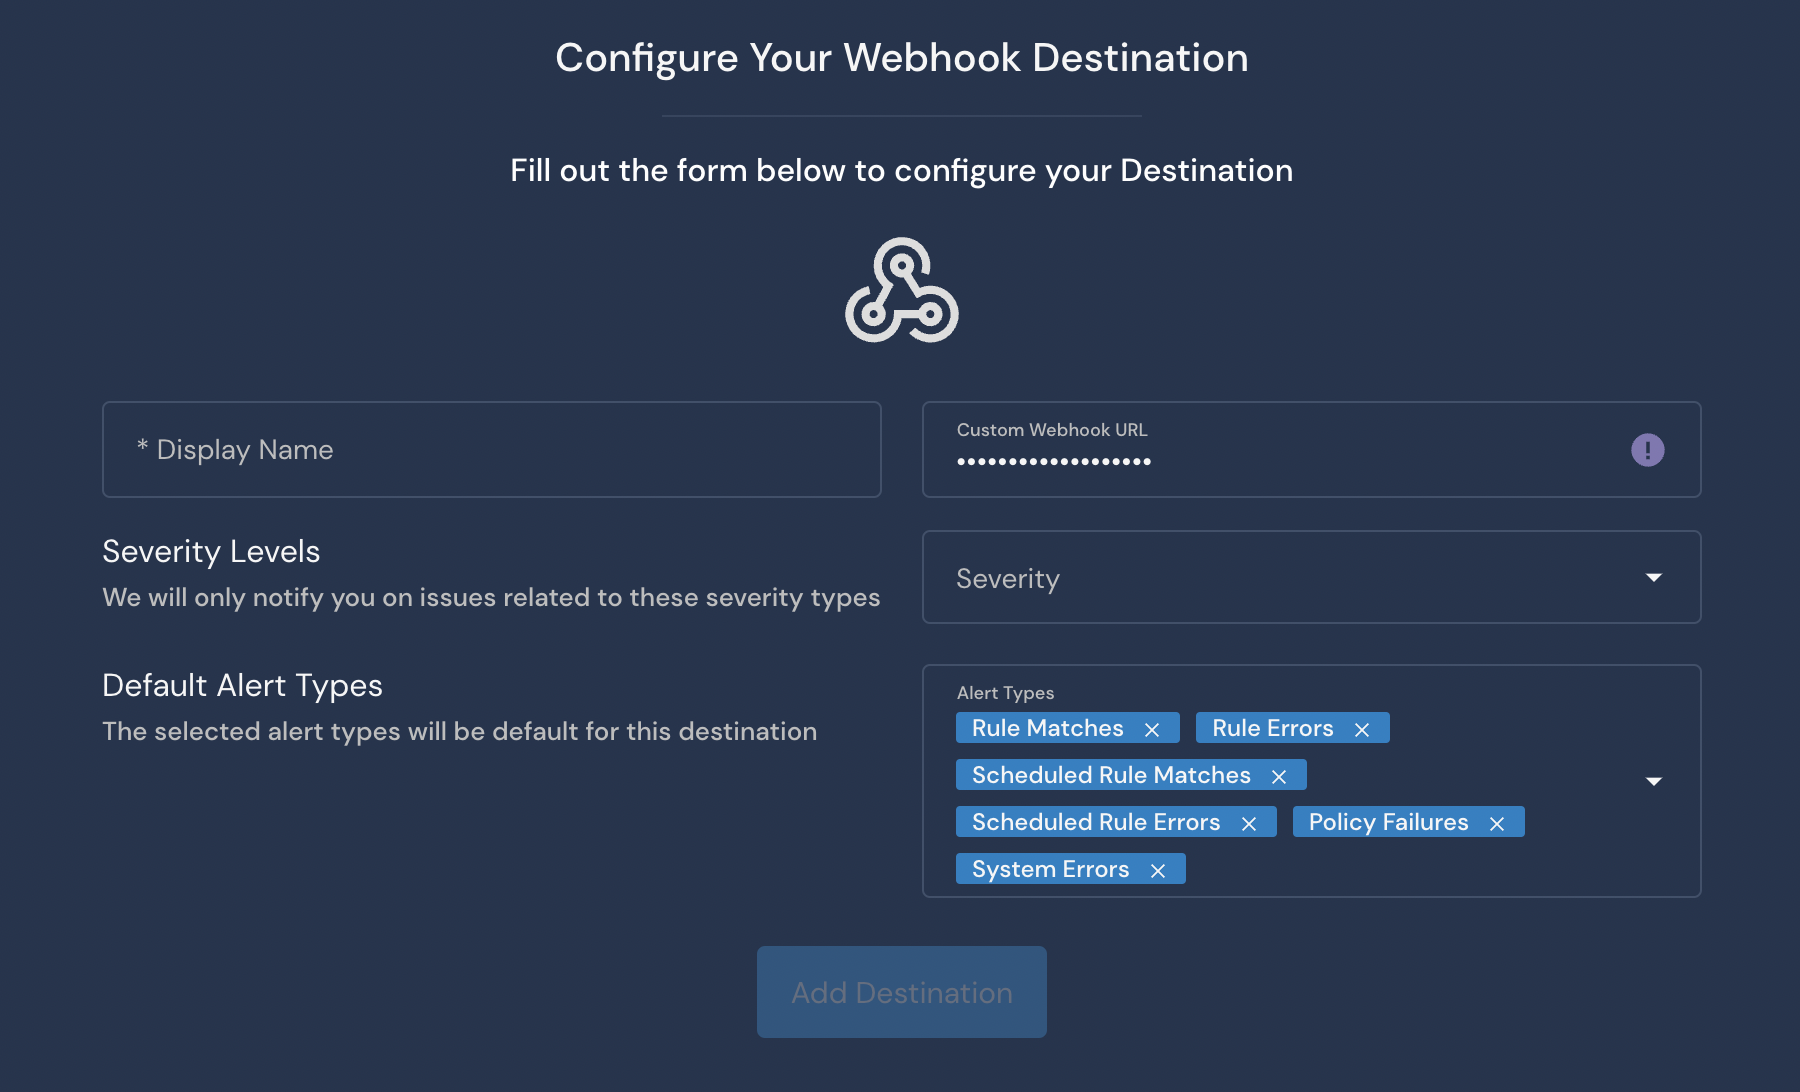 Configure Your Webhook Destination
Fill out the form below to configure your Destination
* Display Name
Custom Webhook URL
••••••••••••••••••• !
Severity Levels
We will only notify you on issues related to these severity types
Severity
Default Alert Types
The selected alert types will be default for this destination
Alert Types
Rule Matches × Rule Errors ×
Scheduled Rule Matches ×
Scheduled Rule Errors × Policy Failures ×
System Errors ×
Add Destination